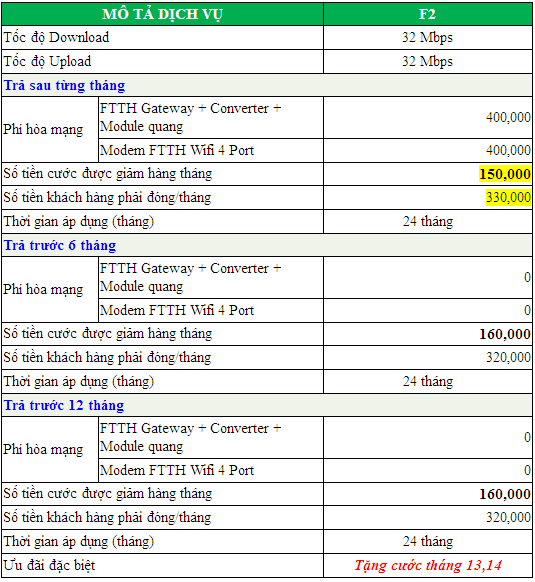 MÔ TẢ DỊCH VỤ F2
Tốc độ Download 32 Mbps
Tốc độ Upload 32 Mbps
Trả sau từng tháng
Phí hòa mạng
FTTH Gateway + Converter +
Module quang
400,000
Modem FTTH Wifi 4 Port 400,000
Số tiền cước được giảm hàng tháng 150,000
Số tiền khách hàng phải đóng/tháng 330,000
Thời gian áp dụng (tháng) 24 tháng
Trả trước 6 tháng
Phí hòa mạng
FTTH Gateway + Converter +
Module quang
0
Modem FTTH Wifi 4 Port 0
Số tiền cước được giảm hàng tháng 160,000
Số tiền khách hàng phải đóng/tháng 320,000
Thời gian áp dụng (tháng) 24 tháng
Trả trước 12 tháng
Phí hòa mạng
FTTH Gateway + Converter +
Module quang
0
Modem FTTH Wifi 4 Port 0
Số tiền cước được giảm hàng tháng 160,000
Số tiền khách hàng phải đóng/tháng 320,000
Thời gian áp dụng (tháng) 24 tháng
Ưu đãi đặc biệt Tặng cước tháng 13,14